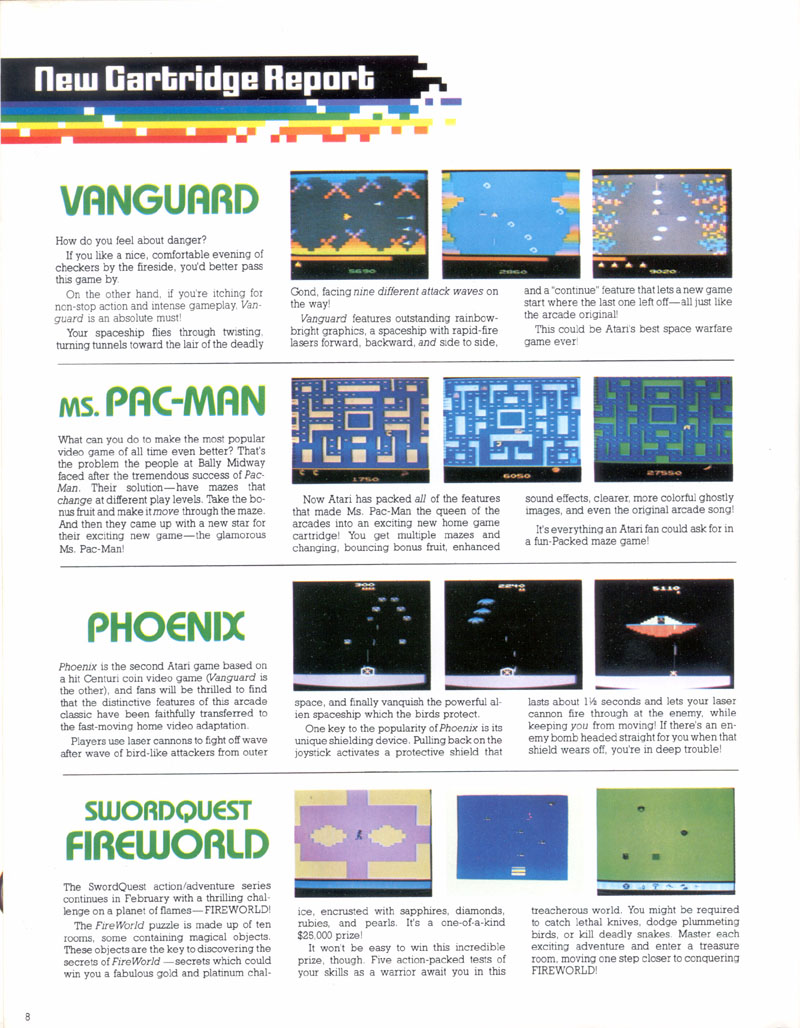 New Cartridge Report
VANGUARD
How do you feel about danger?
If you like a nice, comfortable evening of
checkers by the fireside, you'd better pass
this game by.
On the other hand, if you're itching for
non-stop action and intense gameplay, Van-
guard is an absolute must!
Your spaceship flies through twisting,
turning tunnels toward the lair of the deadly
5690
2860
9020
Gond, facing nine different attack waves on
the way!
Vanguard features outstanding rainbow-
bright graphics, a spaceship with rapid-fire
lasers forward, backward, and side to side,
and a "continue" feature that lets a new game
start where the last one left off—all just like
the arcade original!
This could be Atari's best space warfare
game ever!
MS. PAC-MAN
What can you do to make the most popular
video game of all time even better? That's
the problem the people at Bally Midway
faced after the tremendous success of Pac-
Man. Their solution—have mazes that
change at different play levels. Take the bo-
nus fruit and make it move through the maze.
And then they came up with a new star for
their exciting new game—the glamorous
Ms. Pac-Man!
1750
6050
27550
Now Atari has packed all of the features
that made Ms. Pac-Man the queen of the
arcades into an exciting new home game
cartridge! You get multiple mazes and
changing, bouncing bonus fruit, enhanced
sound effects, clearer, more colorful ghostly
images, and even the original arcade song!
It's everything an Atari fan could ask for in
a fun-Packed maze game!
PHOENIX
Phoenix is the second Atari game based on
a hit Centuri coin video game (Vanguard is
the other), and fans will be thrilled to find
that the distinctive features of this arcade
classic have been faithfully transferred to
the fast-moving home video adaptation.
Players use laser cannons to fight off wave
after wave of bird-like attackers from outer
300
2240
5110
space, and finally vanquish the powerful al-
ien spaceship which the birds protect.
One key to the popularity of Phoenix is its
unique shielding device. Pulling back on the
joystick activates a protective shield that
lasts about 1½ seconds and lets your laser
cannon fire through at the enemy, while
keeping you from moving! If there's an en-
emy bomb headed straight for you when that
shield wears off, you're in deep trouble!
SWORDQUEST
FIREWORLD
The SwordQuest action/adventure series
continues in February with a thrilling chal-
lenge on a planet of flames—FIREWORLD!
The FireWorld puzzle is made up of ten
rooms, some containing magical objects.
These objects are the key to discovering the
secrets of FireWorld —secrets which could
win you a fabulous gold and platinum chal-
ice, encrusted with sapphires, diamonds,
rubies, and pearls. It's a one-of-a-kind
$25,000 prize!
It won't be easy to win this incredible
prize, though. Five action-packed tests of
your skills as a warrior await you in this
treacherous world. You might be required
to catch lethal knives, dodge plummeting
birds, or kill deadly snakes. Master each
exciting adventure and enter a treasure
room, moving one step closer to conquering
FIREWORLD!
8